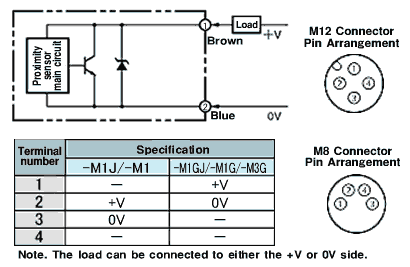 1
Load
+V
Brown
Proximity
sensor
main circuit
2
Blue
0V
M12 Connector
Pin Arrangement
1
2
4
3
Terminal
number
Specification
-M1J/-M1
-M1GJ/-M1G/-M3G
1
—
+V
2
+V
0V
3
0V
—
4
—
—
M8 Connector
Pin Arrangement
2
4
1
3
Note. The load can be connected to either the +V or 0V side.